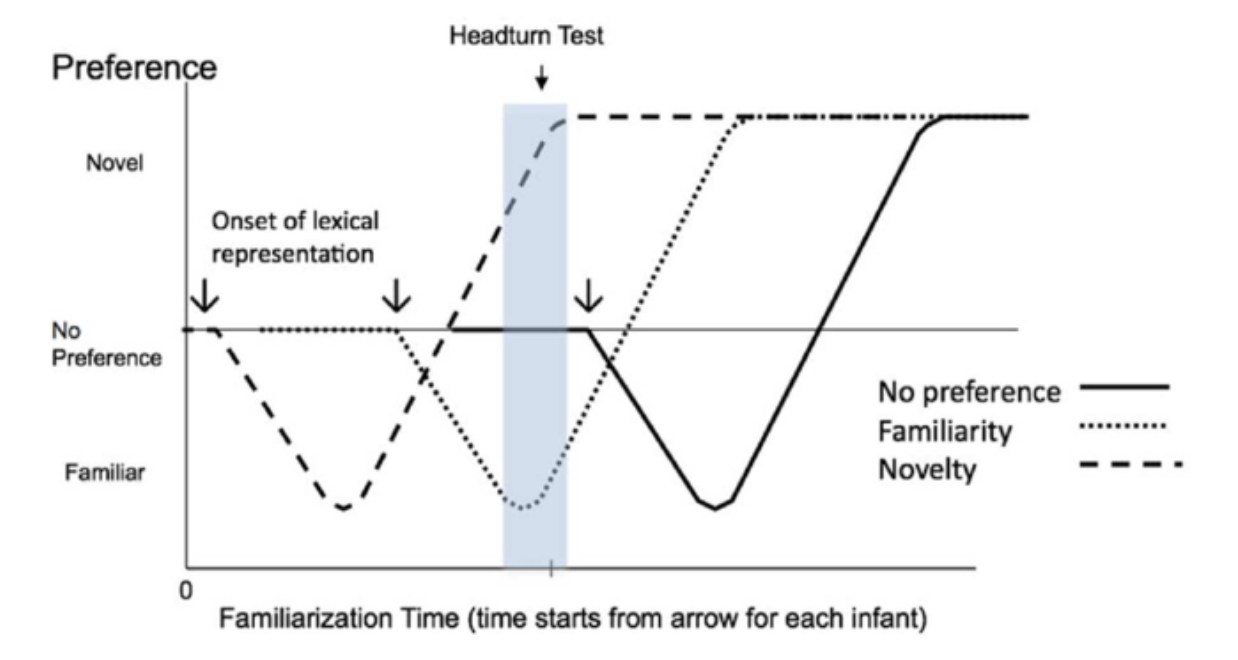 Headturn Test
Preference
Novel
Onset of lexical
representation
No
Preference
No preference
Familiarity
Familiar
Novelty
0
Familiarization Time (time starts from arrow for each infant)